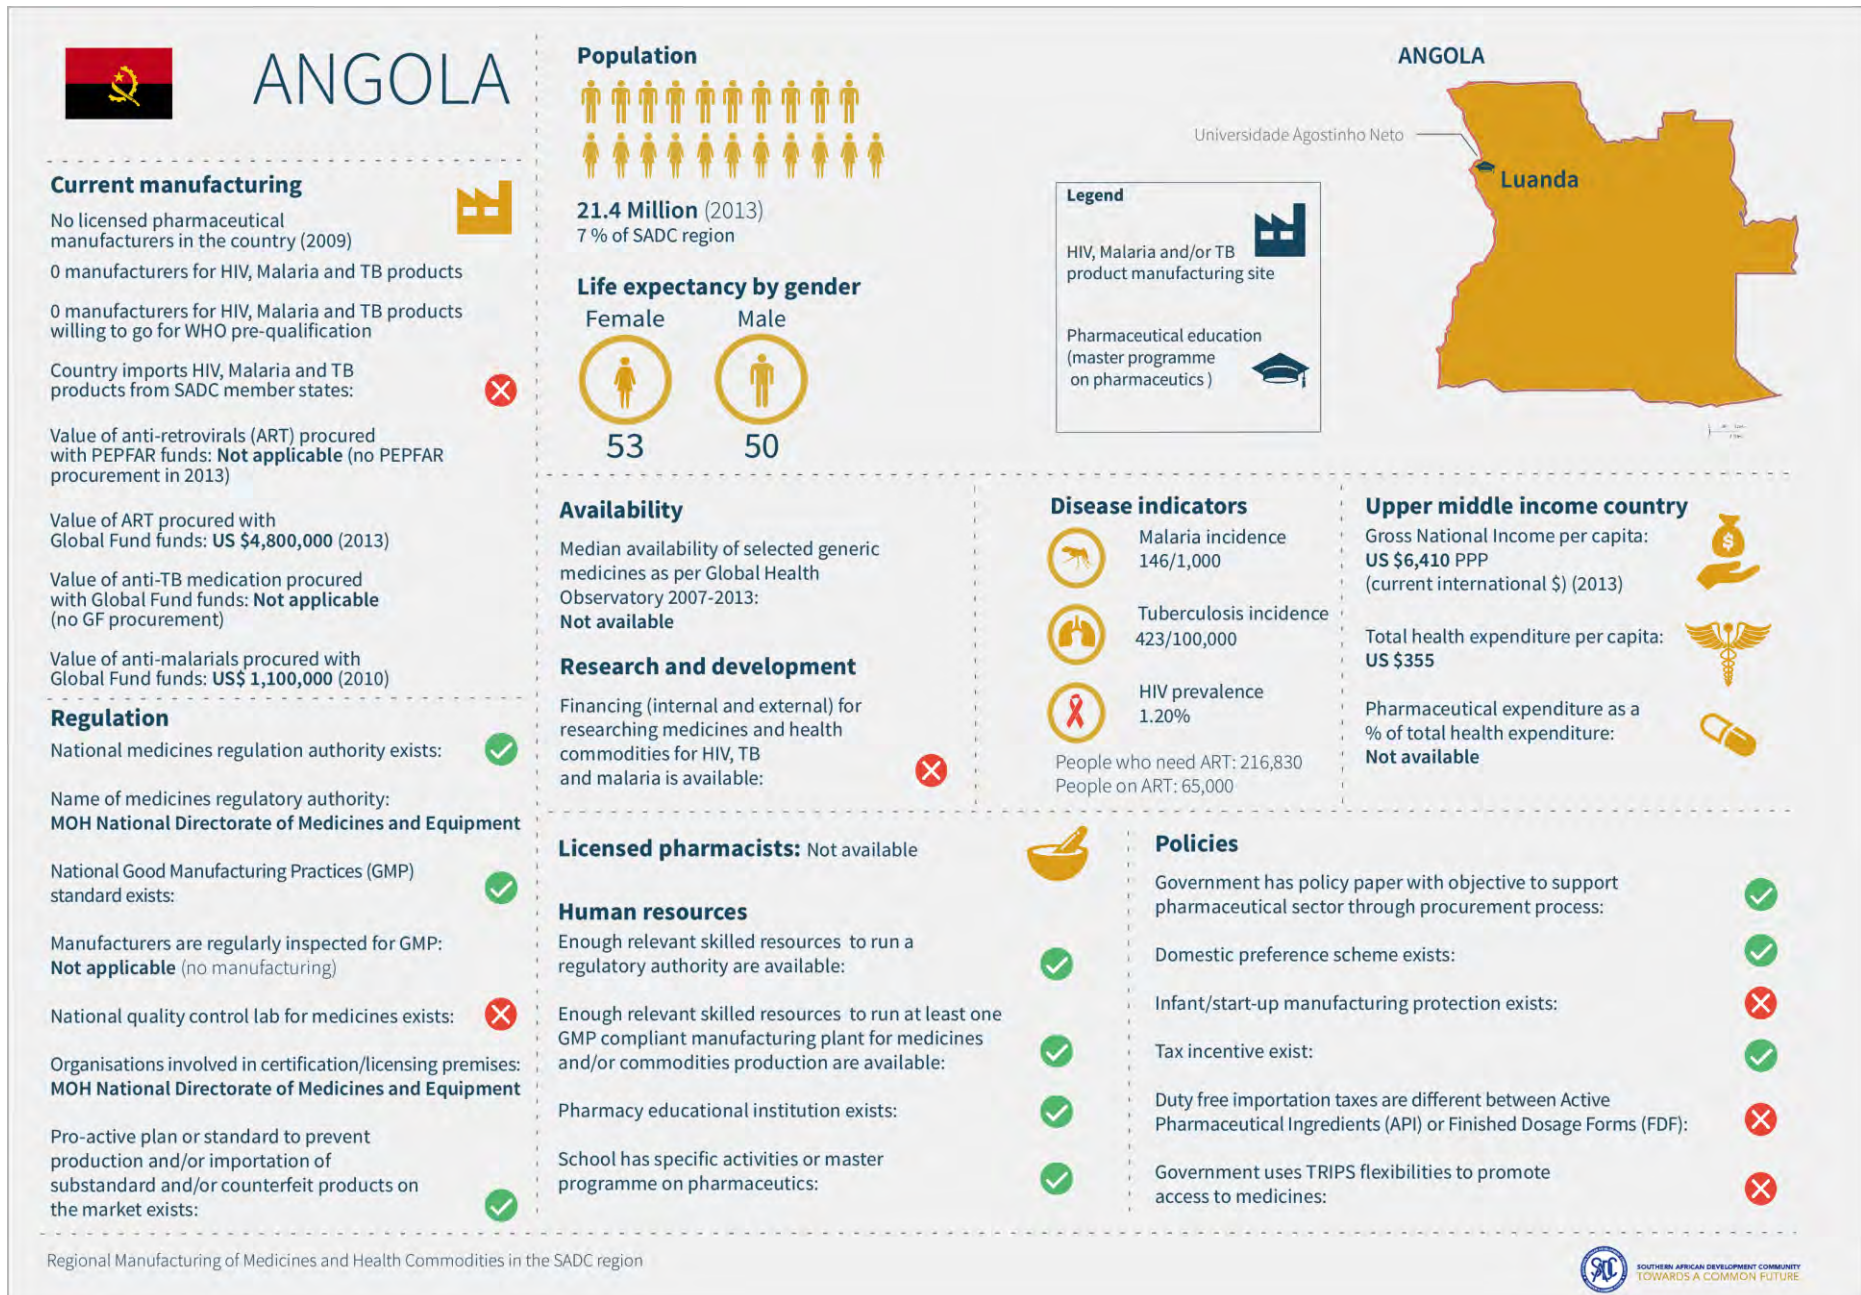 ANGOLA
Current manufacturing
No licensed pharmaceutical
manufacturers in the country (2009)
0 manufacturers for HIV, Malaria and TB products
0 manufacturers for HIV, Malaria and TB products
willing to go for WHO pre-qualification
Country imports HIV, Malaria and TB
products from SADC member states:
Value of anti-retrovirals (ART) procured
with PEPFAR funds: Not applicable (no PEPFAR
procurement in 2013)
Value of ART procured with
Global Fund funds: US $4,800,000 (2013)
Value of anti-TB medication procured
with Global Fund funds: Not applicable
(no GF procurement)
Value of anti-malarials procured with
Global Fund funds: US$ 1,100,000 (2010)
Regulation
National medicines regulation authority exists:
Name of medicines regulatory authority:
MOH National Directorate of Medicines and Equipment
National Good Manufacturing Practices (GMP)
standard exists:
Manufacturers are regularly inspected for GMP:
Not applicable (no manufacturing)
National quality control lab for medicines exists:
Organisations involved in certification/licensing premises:
MOH National Directorate of Medicines and Equipment
Pro-active plan or standard to prevent
production and/or importation of
substandard and/or counterfeit products on
the market exists:
Population
21.4 Million (2013)
7 % of SADC region
Life expectancy by gender
Female Male
53 50
ANGOLA
Universidade Agostinho Neto
Luanda
Legend
HIV, Malaria and/or TB
product manufacturing site
Pharmaceutical education
(master programme
on pharmaceutics )
Availability
Median availability of selected generic
medicines as per Global Health
Observatory 2007-2013:
Not available
Research and development
Financing (internal and external) for
researching medicines and health
commodities for HIV, TB
and malaria is available:
Disease indicators
Malaria incidence
146/1,000
Tuberculosis incidence
423/100,000
HIV prevalence
1.20%
People who need ART: 216,830
People on ART: 65,000
Upper middle income country
Gross National Income per capita:
US $6,410 PPP
(current international $) (2013)
Total health expenditure per capita:
US $355
Pharmaceutical expenditure as a
% of total health expenditure:
Not available
Licensed pharmacists: Not available
Human resources
Enough relevant skilled resources to run a
regulatory authority are available:
Enough relevant skilled resources to run at least one
GMP compliant manufacturing plant for medicines
and/or commodities production are available:
Pharmacy educational institution exists:
School has specific activities or master
programme on pharmaceutics:
Policies
Government has policy paper with objective to support
pharmaceutical sector through procurement process:
Domestic preference scheme exists:
Infant/start-up manufacturing protection exists:
Tax incentive exist:
Duty free importation taxes are different between Active
Pharmaceutical Ingredients (API) or Finished Dosage Forms (FDF):
Government uses TRIPS flexibilities to promote
access to medicines:
Regional Manufacturing of Medicines and Health Commodities in the SADC region
SADC
SOUTHERN AFRICAN DEVELOPMENT COMMUNITY
TOWARDS A COMMON FUTURE